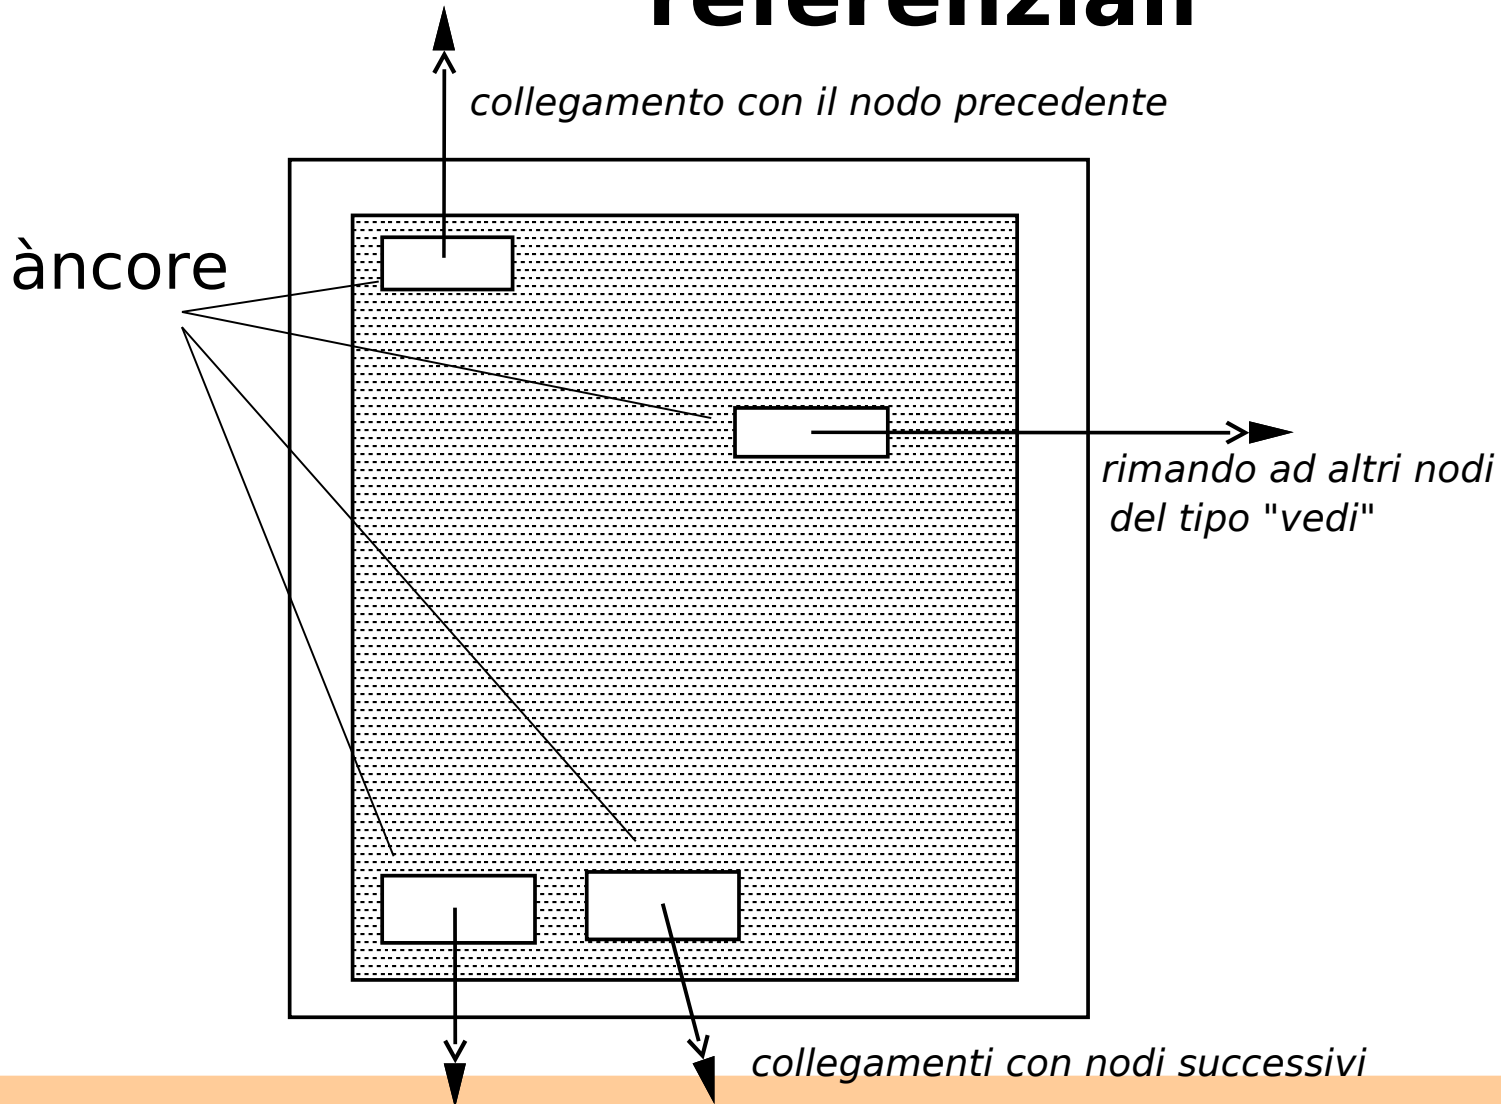 referenziali
collegamento con il nodo precedente
àncore
rimando ad altri nodi
del tipo "vedi"
collegamenti con nodi successivi